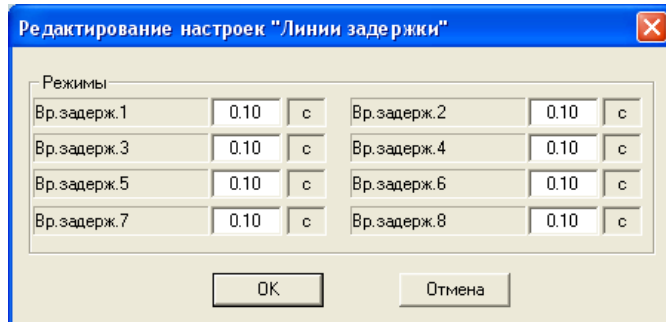 Редактирование настроек "Линии задержки"
Режимы
Вр.задерж.1 0.10 с Вр.задерж.2 0.10 с
Вр.задерж.3 0.10 с Вр.задерж.4 0.10 с
Вр.задерж.5 0.10 с Вр.задерж.6 0.10 с
Вр.задерж.7 0.10 с Вр.задерж.8 0.10 с
OK Отмена